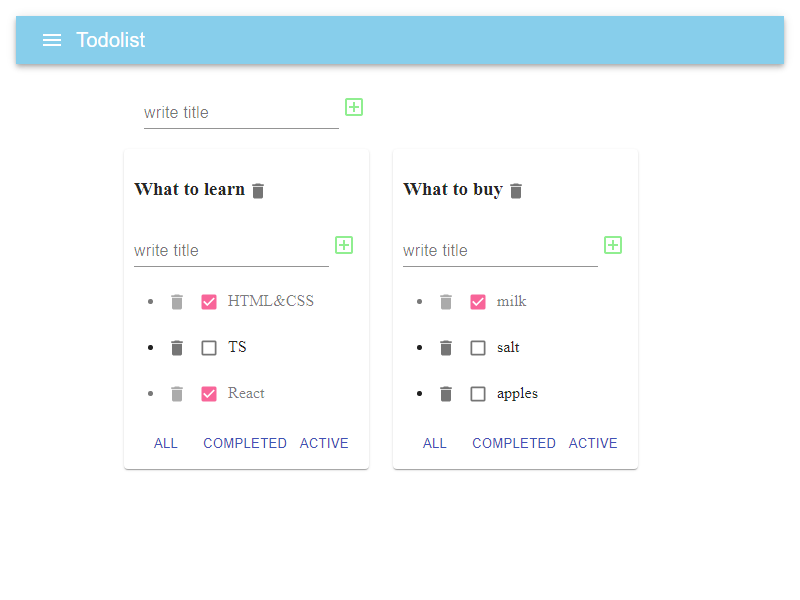 Todolist
write title
What to learn
write title
HTML&CSS
TS
React
ALL COMPLETED ACTIVE
What to buy
write title
milk
salt
apples
ALL COMPLETED ACTIVE